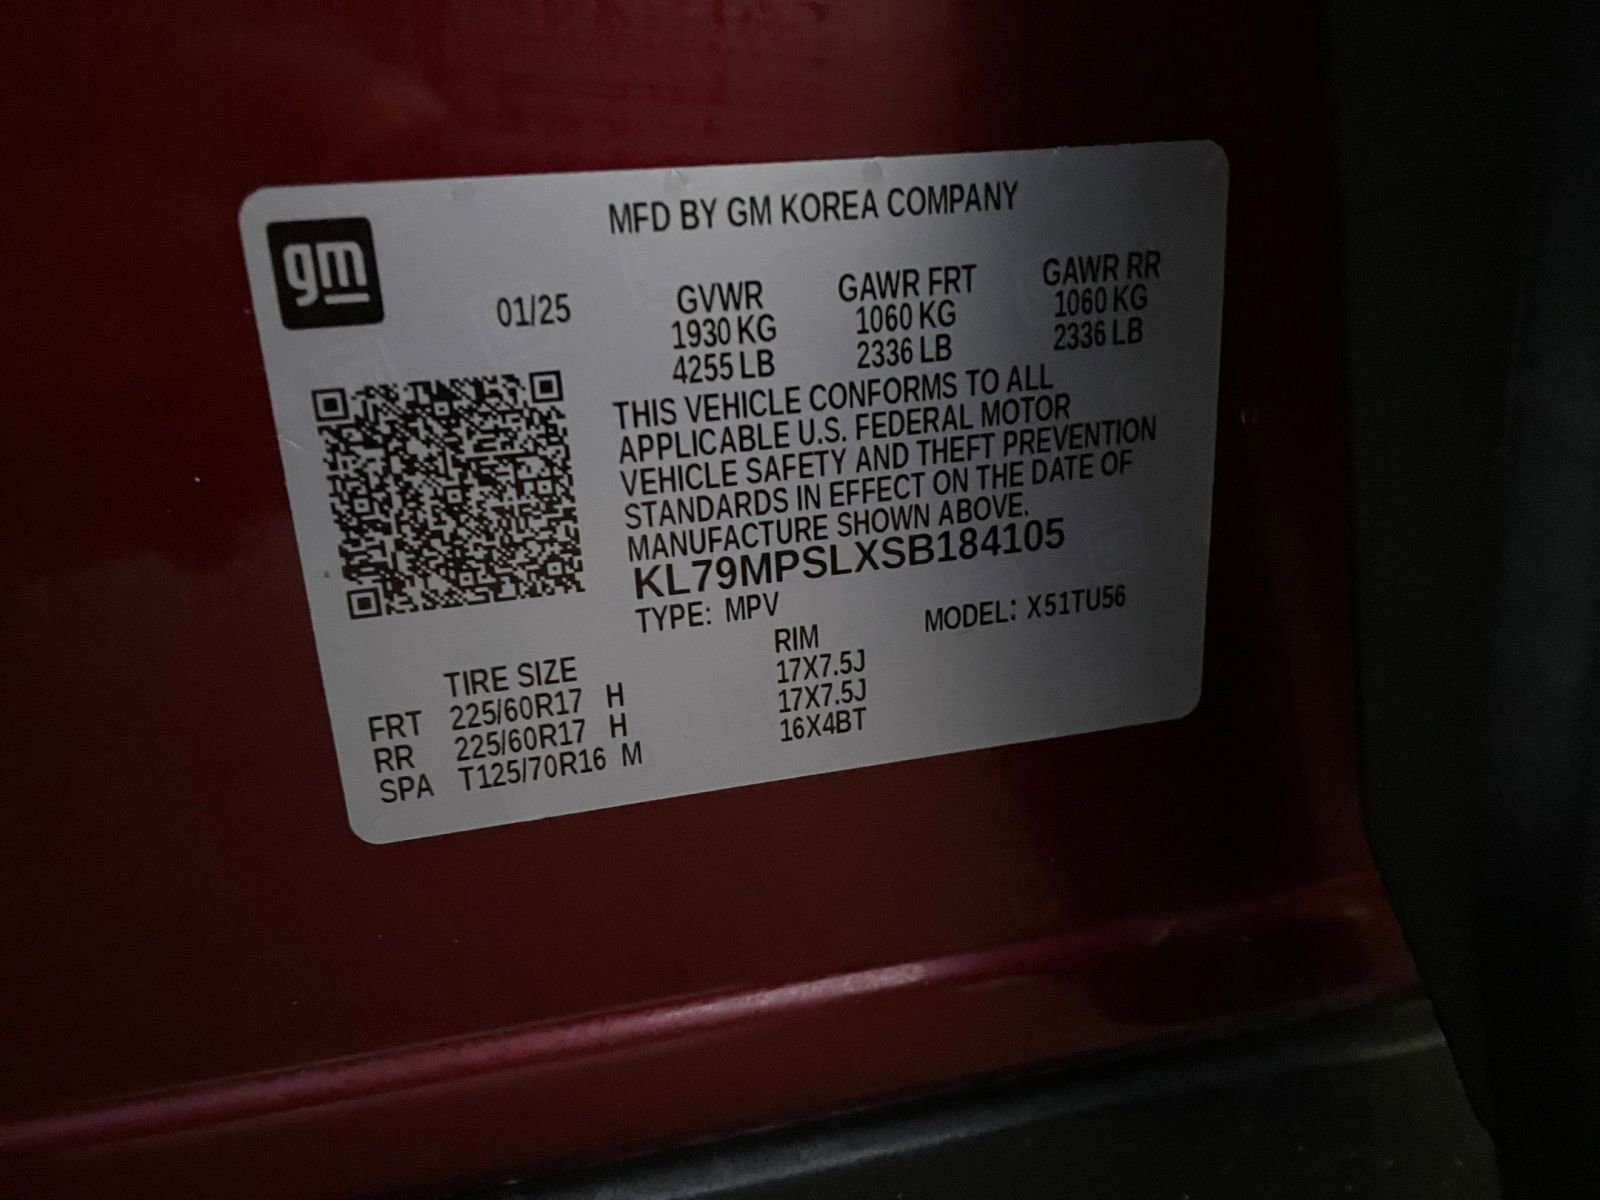 gm
MFD BY GM KOREA COMPANY
01/25
GVWR GAWR FRT GAWR RR
1930 KG 1060 KG 1060 KG
4255 LB 2336 LB 2336 LB
THIS VEHICLE CONFORMS TO ALL
APPLICABLE U.S. FEDERAL MOTOR
VEHICLE SAFETY AND THEFT PREVENTION
STANDARDS IN EFFECT ON THE DATE OF
MANUFACTURE SHOWN ABOVE.
KL79MPSLXSB184105
TYPE: MPV MODEL: X51TU56
TIRE SIZE RIM
FRT 225/60R17 H 17X7.5J
RR 225/60R17 H 17X7.5J
SPA T125/70R16 M 16X4BT